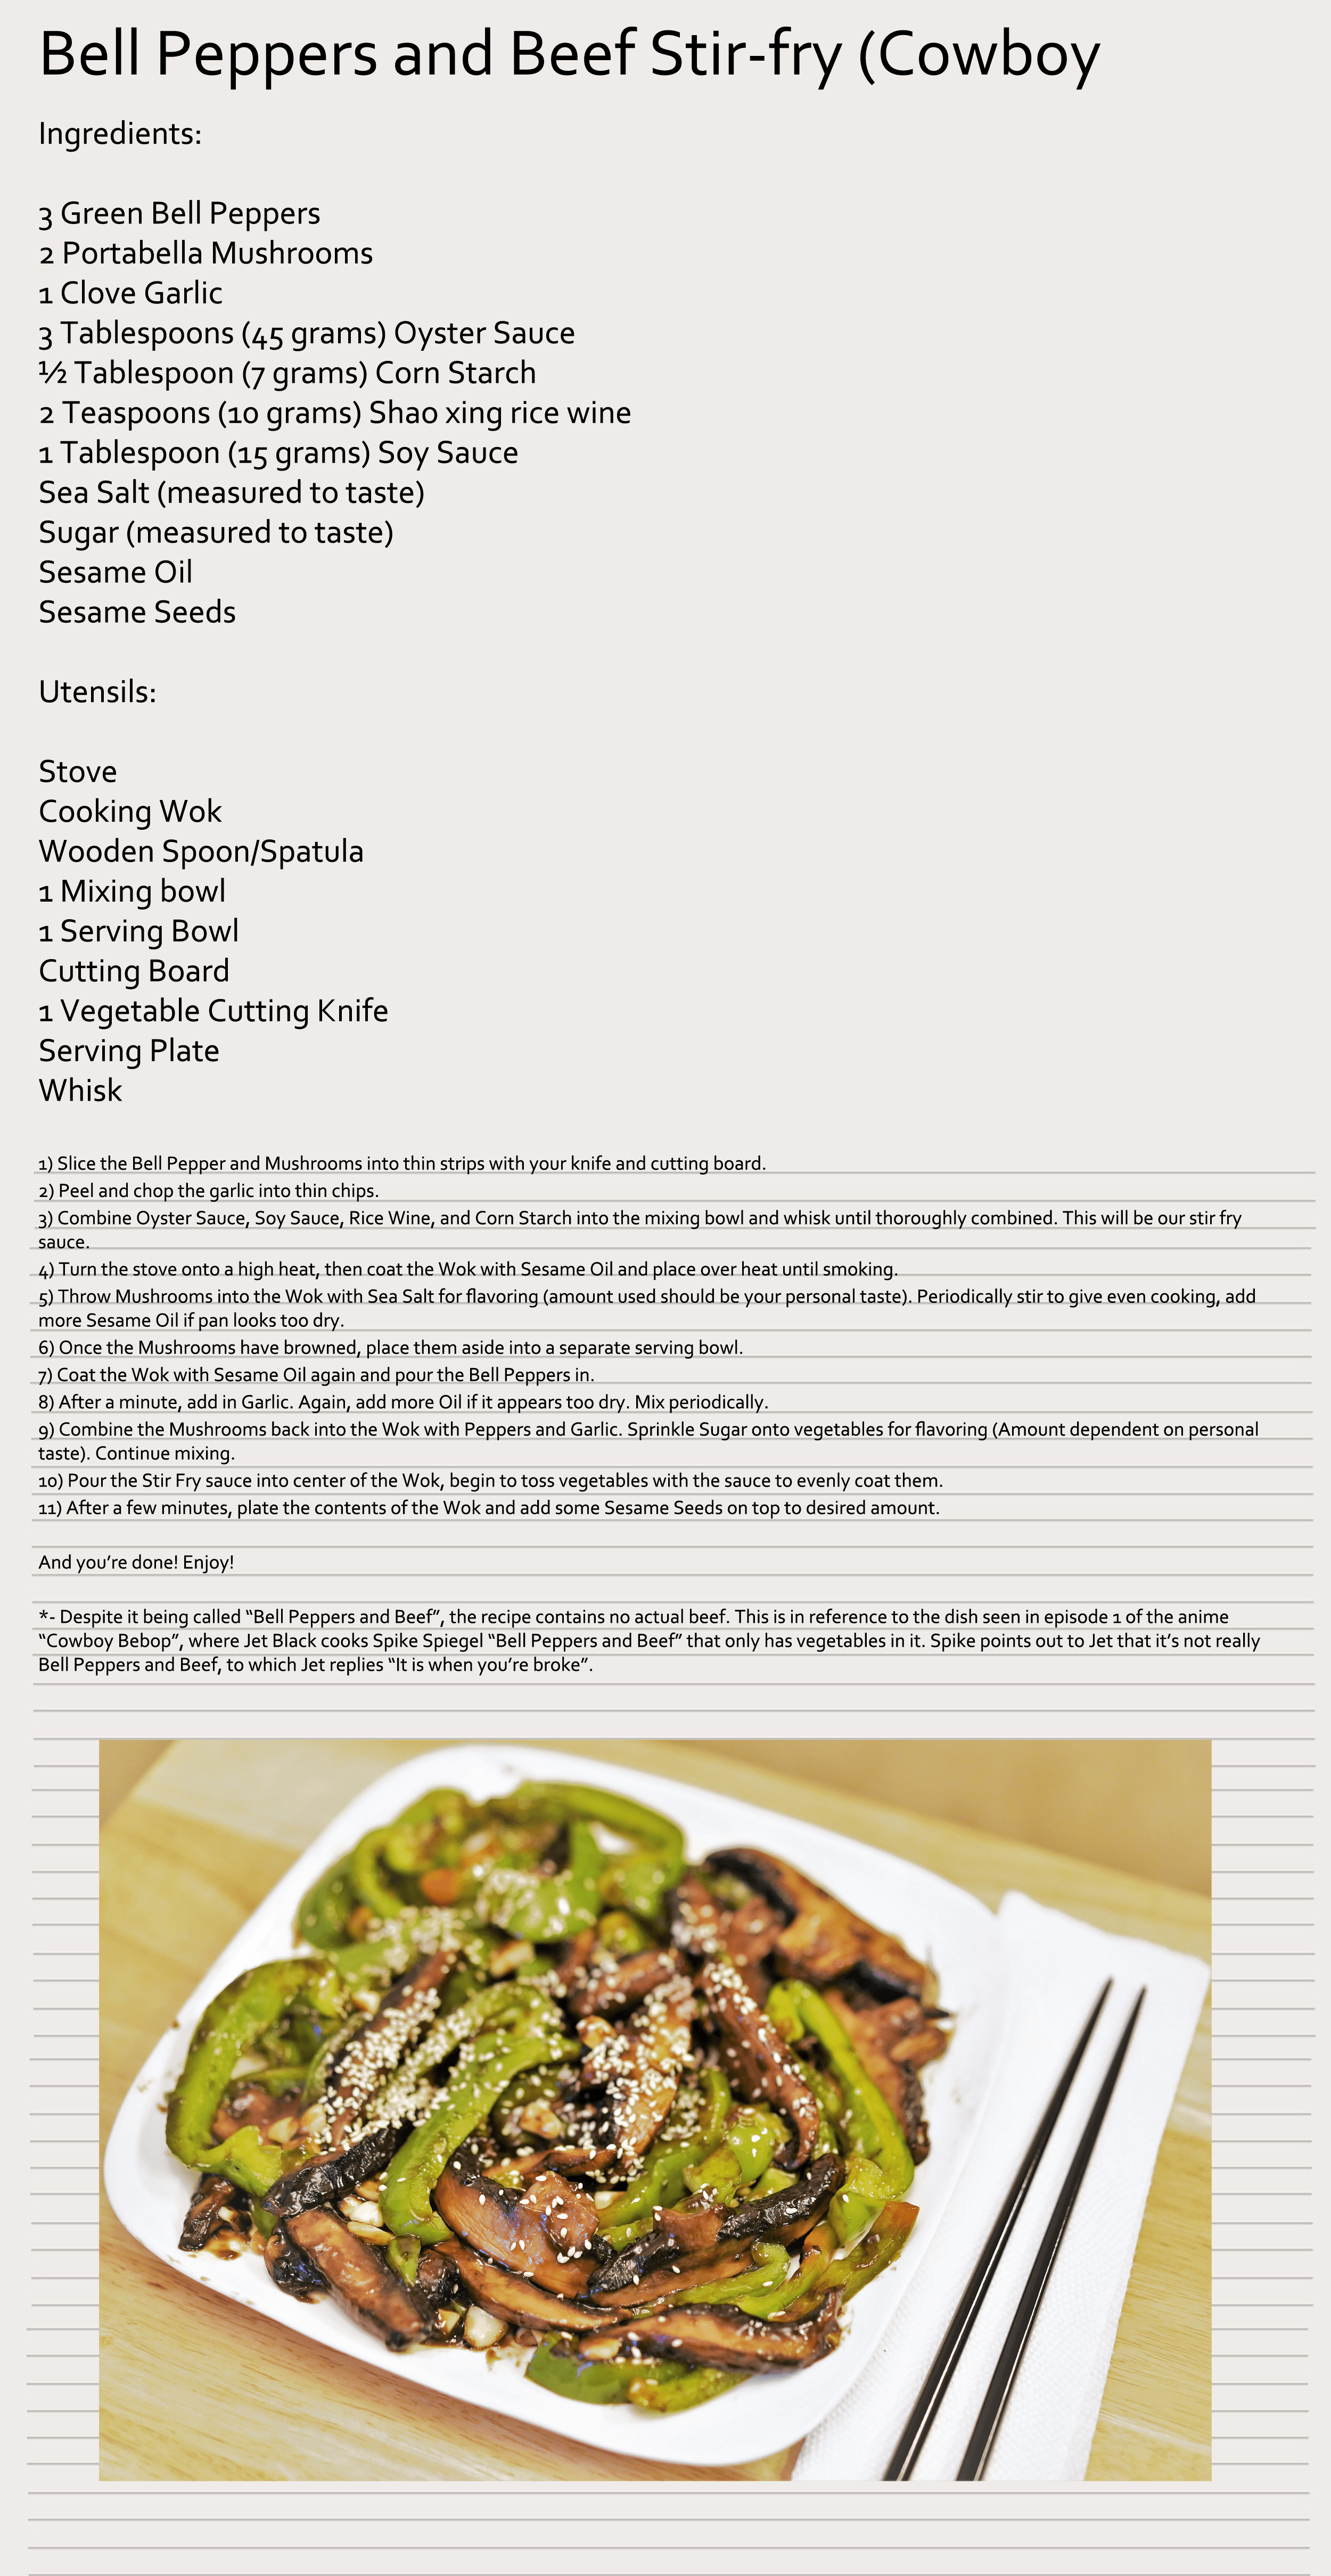 Bell Peppers and Beef Stir-fry (Cowboy
Ingredients:
3 Green Bell Peppers
2 Portabella Mushrooms
1 Clove Garlic
3 Tablespoons (45 grams) Oyster Sauce
½ Tablespoon (7 grams) Corn Starch
2 Teaspoons (10 grams) Shao xing rice wine
1 Tablespoon (15 grams) Soy Sauce
Sea Salt (measured to taste)
Sugar (measured to taste)
Sesame Oil
Sesame Seeds
Utensils:
Stove
Cooking Wok
Wooden Spoon/Spatula
1 Mixing bowl
1 Serving Bowl
Cutting Board
1 Vegetable Cutting Knife
Serving Plate
Whisk
1) Slice the Bell Pepper and Mushrooms into thin strips with your knife and cutting board.
2) Peel and chop the garlic into thin chips.
3) Combine Oyster Sauce, Soy Sauce, Rice Wine, and Corn Starch into the mixing bowl and whisk until thoroughly combined. This will be our stir fry
sauce.
4) Turn the stove onto a high heat, then coat the Wok with Sesame Oil and place over heat until smoking.
5) Throw Mushrooms into the Wok with Sea Salt for flavoring (amount used should be your personal taste). Periodically stir to give even cooking, add
more Sesame Oil if pan looks too dry.
6) Once the Mushrooms have browned, place them aside into a separate serving bowl.
7) Coat the Wok with Sesame Oil again and pour the Bell Peppers in.
8) After a minute, add in Garlic. Again, add more Oil if it appears too dry. Mix periodically.
9) Combine the Mushrooms back into the Wok with Peppers and Garlic. Sprinkle Sugar onto vegetables for flavoring (Amount dependent on personal
taste). Continue mixing.
10) Pour the Stir Fry sauce into center of the Wok, begin to toss vegetables with the sauce to evenly coat them.
11) After a few minutes, plate the contents of the Wok and add some Sesame Seeds on top to desired amount.
And you’re done! Enjoy!
*- Despite it being called “Bell Peppers and Beef”, the recipe contains no actual beef. This is in reference to the dish seen in episode 1 of the anime
“Cowboy Bebop”, where Jet Black cooks Spike Spiegel “Bell Peppers and Beef” that only has vegetables in it. Spike points out to Jet that it’s not really
Bell Peppers and Beef, to which Jet replies “It is when you’re broke”.